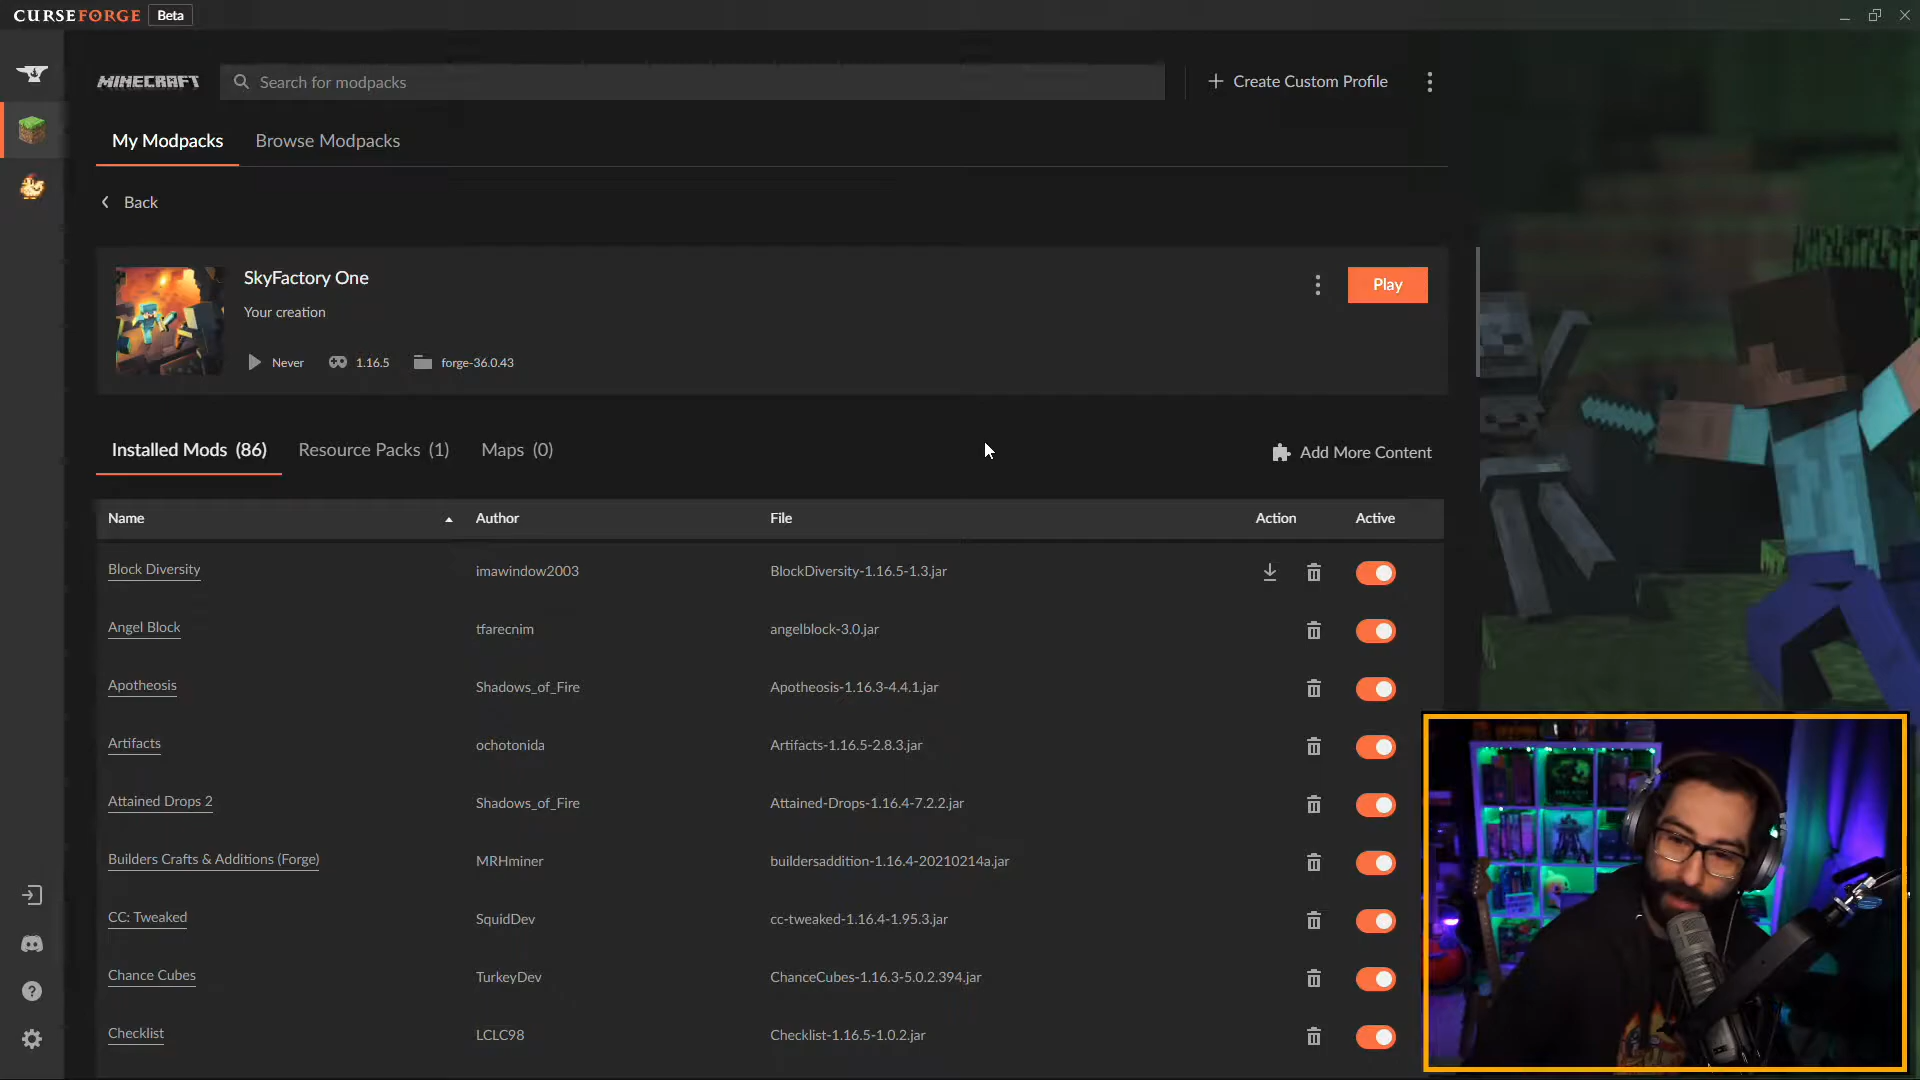 CURSEFORGE Beta
MINECRAFT
Search for modpacks
Create Custom Profile
My Modpacks
Browse Modpacks
Back
SkyFactory One
Your creation
Play
Never
1.16.5
forge-36.0.43
Installed Mods (86)
Resource Packs (1)
Maps (0)
Add More Content
Name Author File Action Active
Block Diversity imawindow2003 BlockDiversity-1.16.5-1.3.jar
Angel Block tfarecnim angelblock-3.0.jar
Apotheosis Shadows_of_Fire Apotheosis-1.16.3-4.4.1.jar
Artifacts ochotonida Artifacts-1.16.5-2.8.3.jar
Attained Drops 2 Shadows_of_Fire Attained-Drops-1.16.4-7.2.2.jar
Builders Crafts & Additions (Forge) MRHminer buildersaddition-1.16.4-20210214a.jar
CC: Tweaked SquidDev cc-tweaked-1.16.4-1.95.3.jar
Chance Cubes TurkeyDev ChanceCubes-1.16.3-5.0.2.394.jar
Checklist LCLC98 Checklist-1.16.5-1.0.2.jar